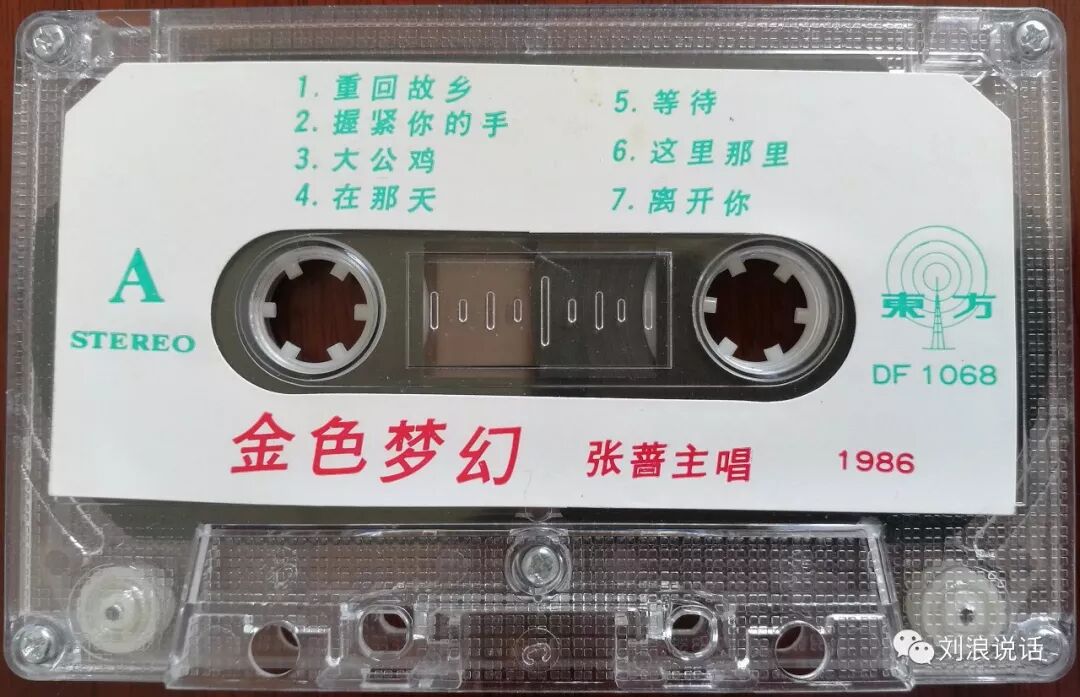 1. 重回故乡
2. 握紧你的手
3. 大公鸡
4. 在那天
5. 等待
6. 这里那里
7. 离开你
A
STEREO
東方
DF 1068
金色梦幻
张蔷主唱
1986
C
刘浪说话